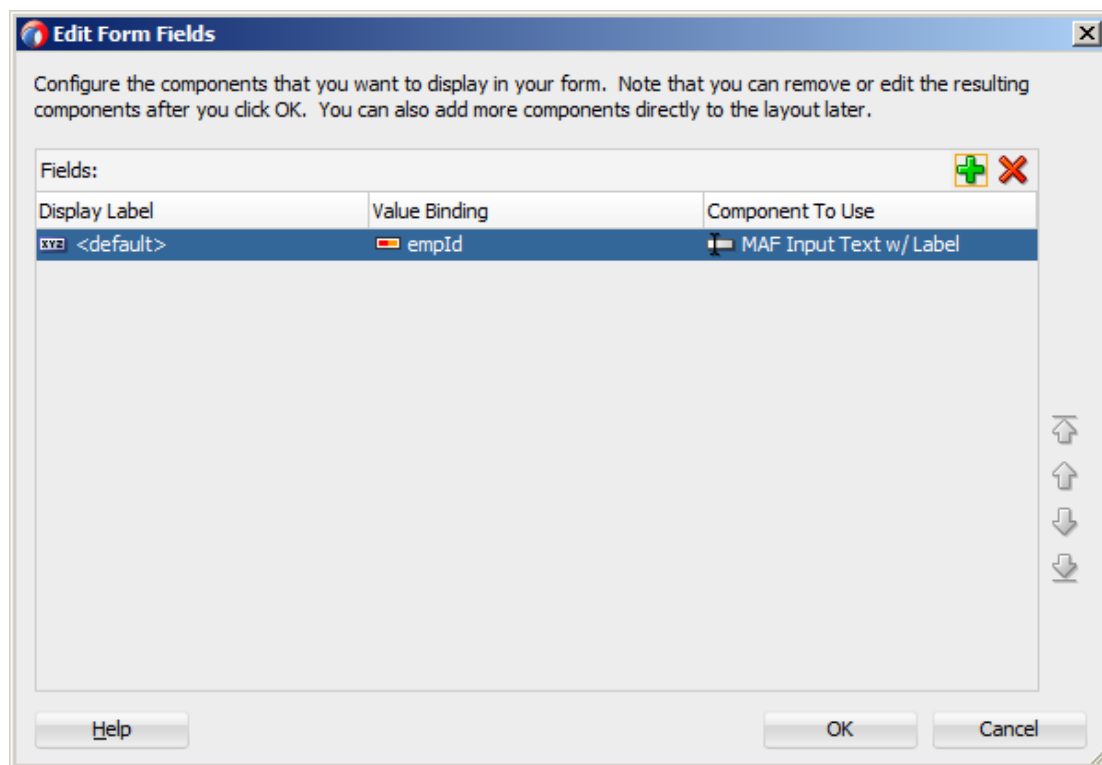 Edit Form Fields
Configure the components that you want to display in your form.  Note that you can remove or edit the resulting
components after you click OK.  You can also add more components directly to the layout later.
Fields:
Display Label Value Binding Component To Use
XYZ <default> empId MAF Input Text w/ Label
Help OK Cancel